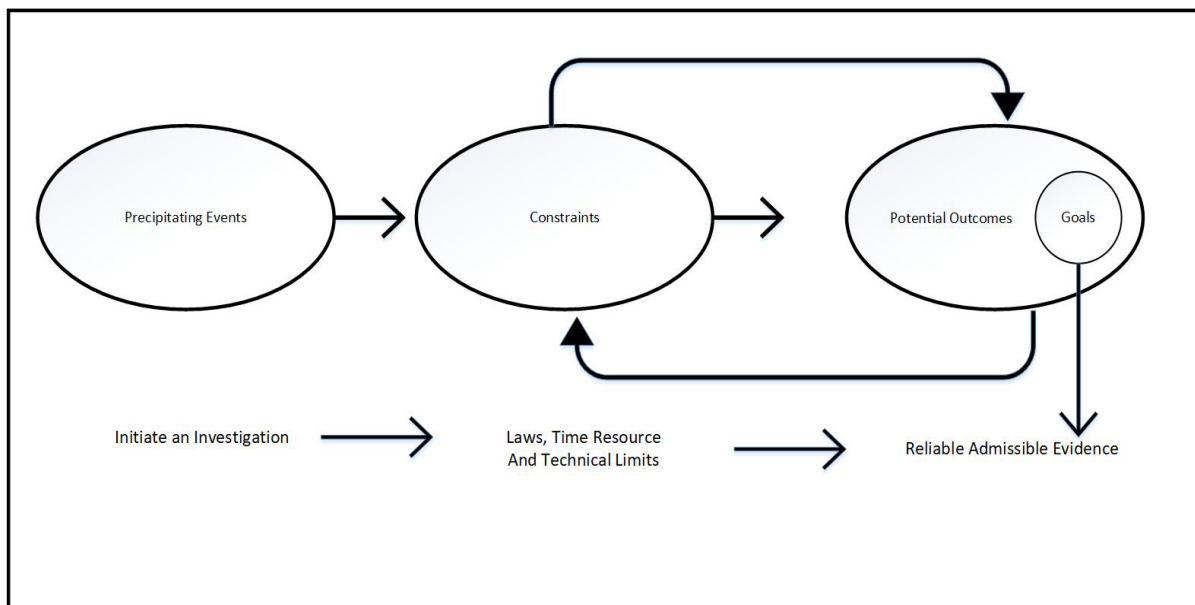 Precipitating Events
Constraints
Potential Outcomes
Goals
Initiate an Investigation
Laws, Time Resource
And Technical Limits
Reliable Admissible Evidence